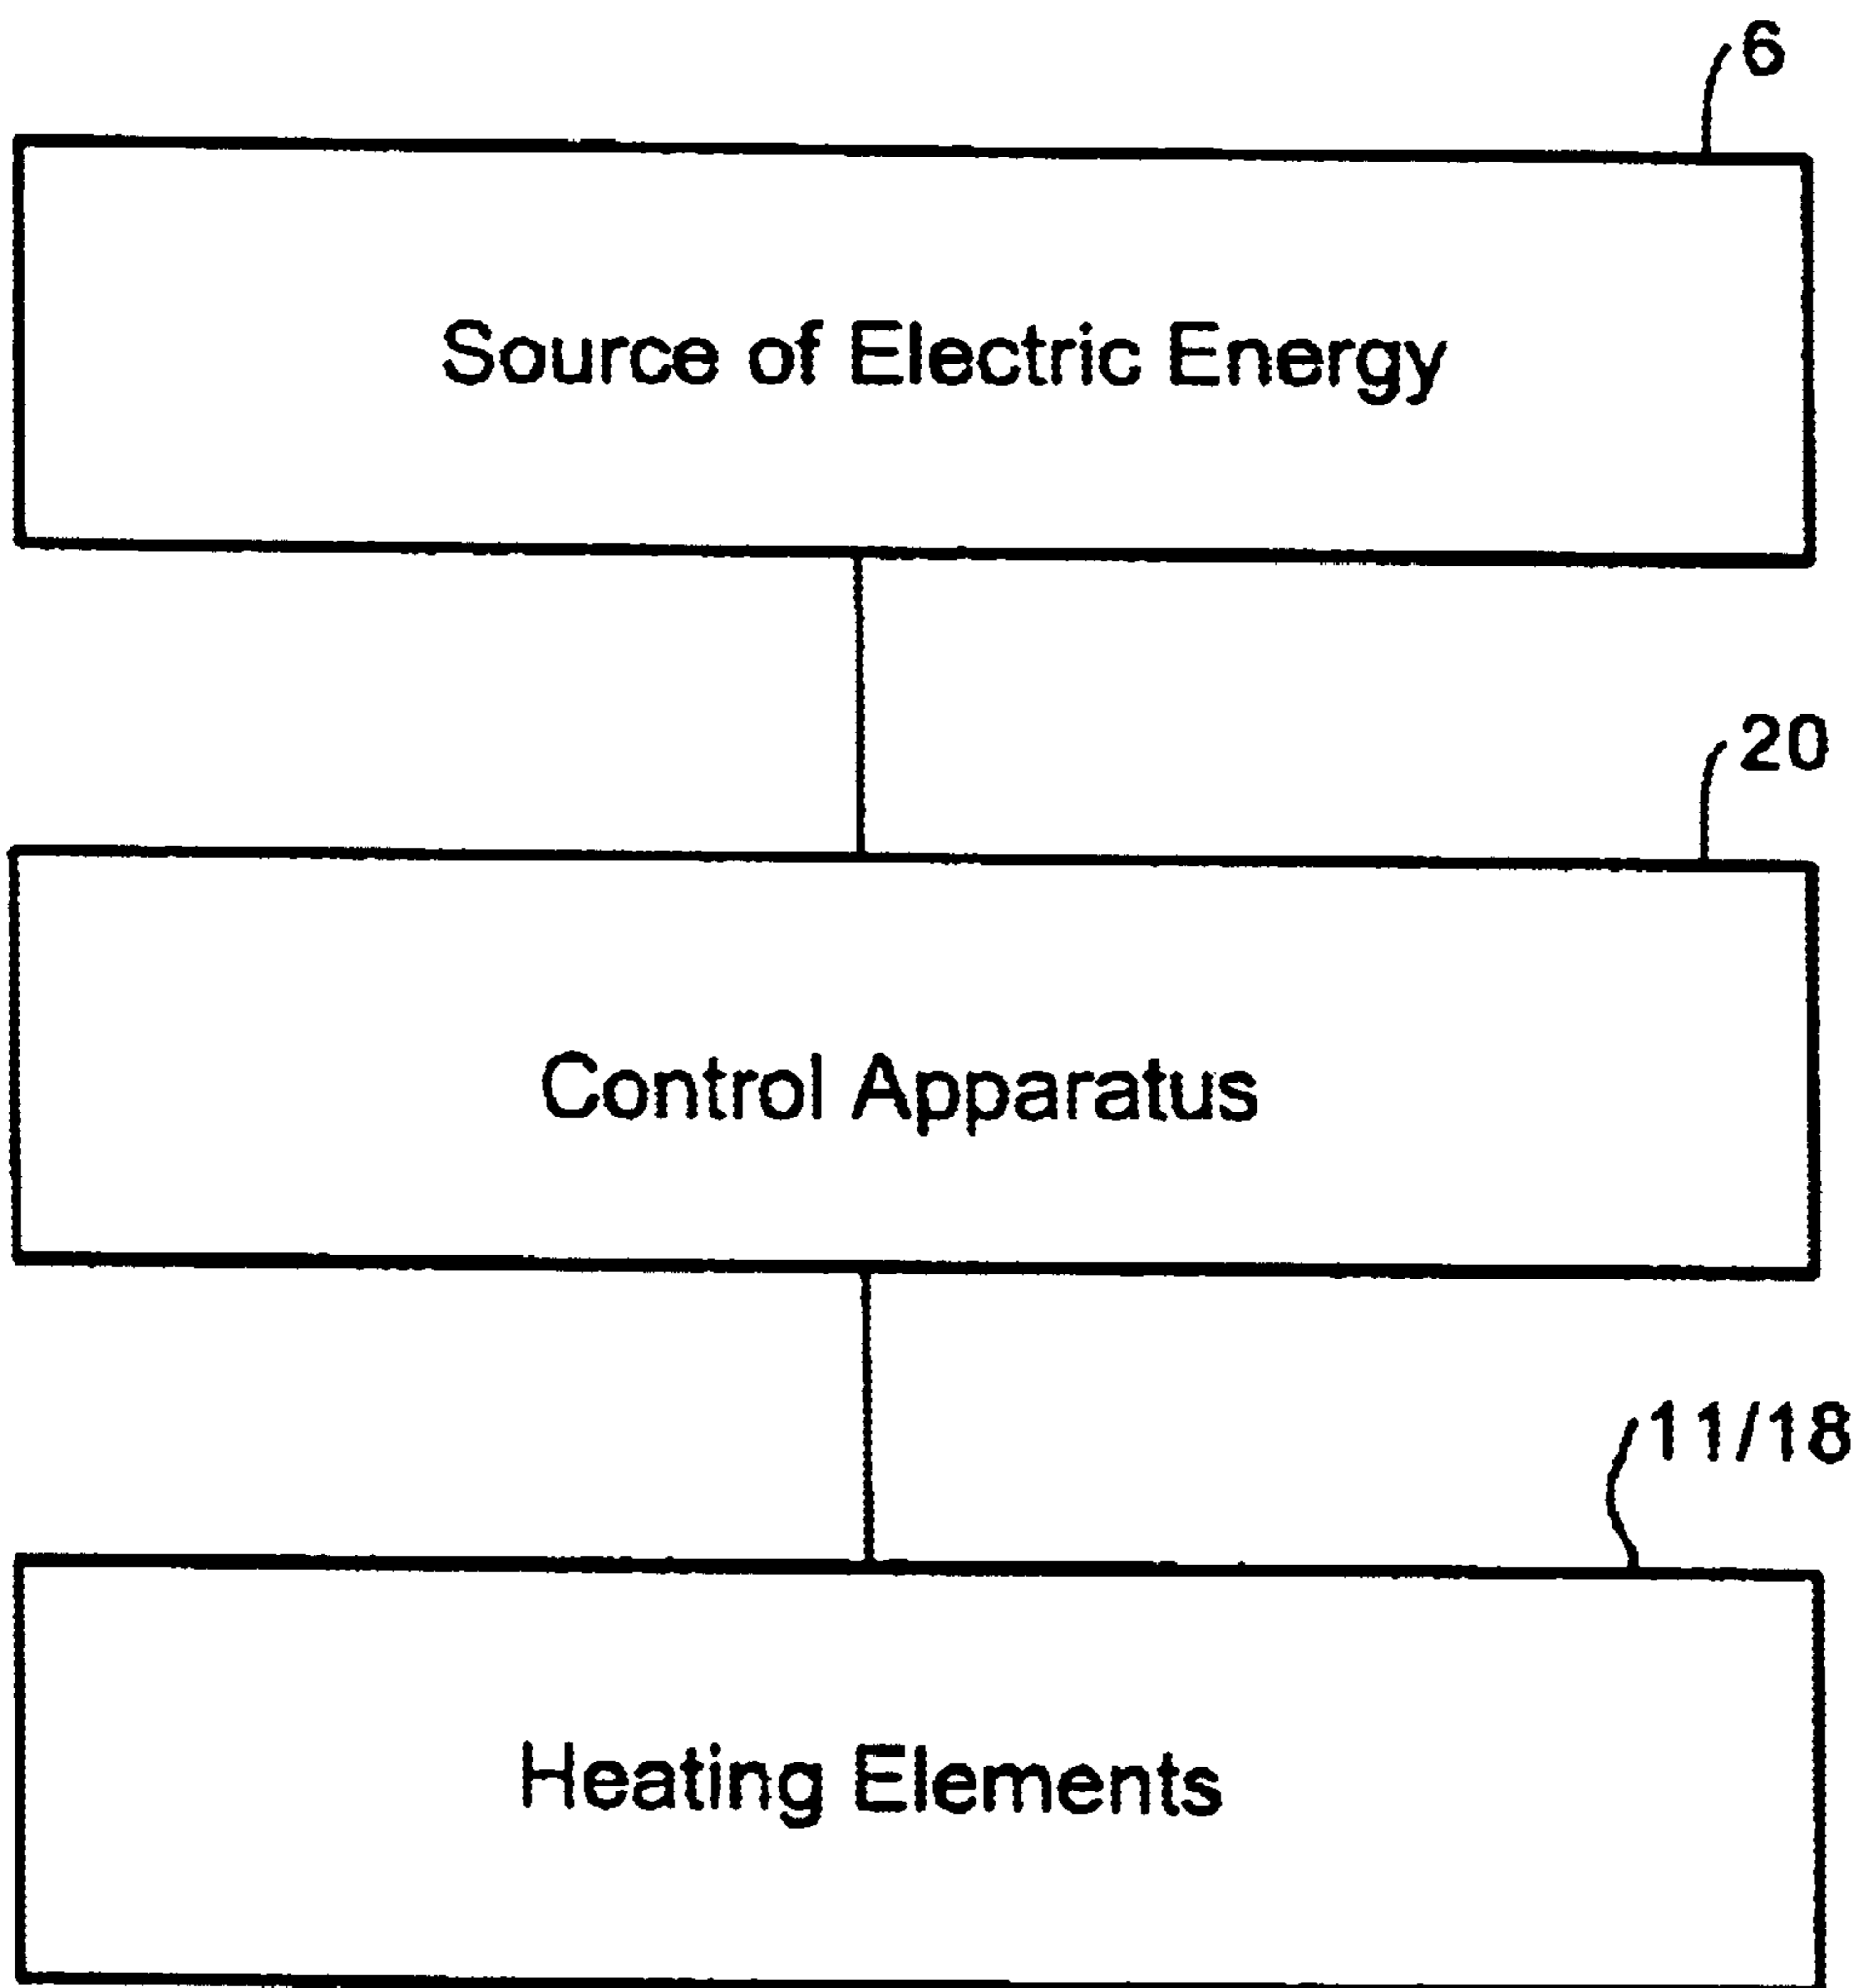 6
Source of Electric Energy
20
Control Apparatus
11/18
Heating Elements